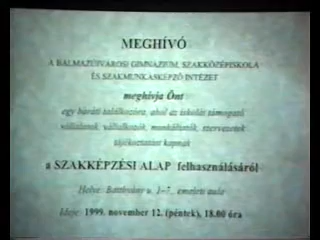 MEGHÍVÓ
A BALMAZÚJVÁROSI GIMNÁZIUM, SZAKKÖZÉPISKOLA
ÉS SZAKMUNKÁSKÉPZŐ INTÉZET
meghívja Önt
egy baráti találkozóra, ahol az iskolát támogató
vállalatok, vállalkozók, munkáltatók, szervezetek
tájékoztatást kapnak
a SZAKKÉPZÉSI ALAP felhasználásáról
Helye: Batthyány u. 1-7., emeleti aula
Ideje: 1999. november 12. (péntek), 18.00 óra